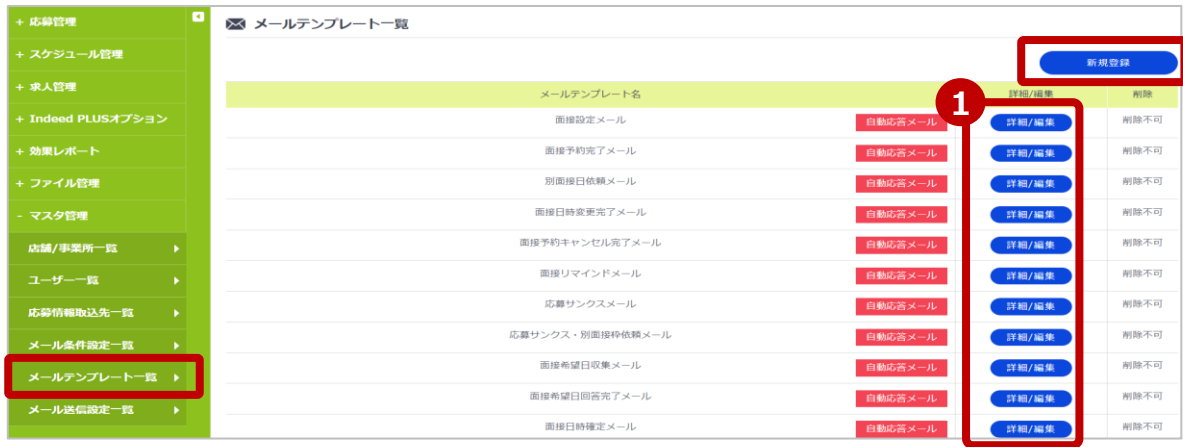 + 応募管理
+ スケジュール管理
+ 求人管理
+ Indeed PLUSオプション
+ 効果レポート
+ ファイル管理
- マスタ管理
店舗/事業所一覧
ユーザー一覧
応募情報取込先一覧
メール条件設定一覧
メールテンプレート一覧
メール送信設定一覧
メールテンプレート一覧
新規登録
メールテンプレート名 詳細/編集 削除
1
面接設定メール 自動応答メール 詳細/編集 削除不可
面接予約完了メール 自動応答メール 詳細/編集 削除不可
別面接日依頼メール 自動応答メール 詳細/編集 削除不可
面接日時変更完了メール 自動応答メール 詳細/編集 削除不可
面接予約キャンセル完了メール 自動応答メール 詳細/編集 削除不可
面接リマインドメール 自動応答メール 詳細/編集 削除不可
応募サンクスメール 自動応答メール 詳細/編集 削除不可
応募サンクス・別面接枠依頼メール 自動応答メール 詳細/編集 削除不可
面接希望日収集メール 自動応答メール 詳細/編集 削除不可
面接希望日回答完了メール 自動応答メール 詳細/編集 削除不可
面接日時確定メール 自動応答メール 詳細/編集 削除不可